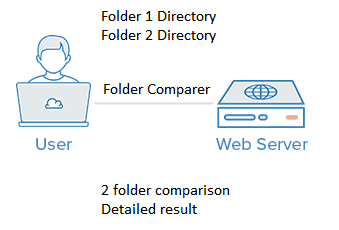 Folder 1 Directory
Folder 2 Directory
Folder Comparer
User
Web Server
2 folder comparison
Detailed result